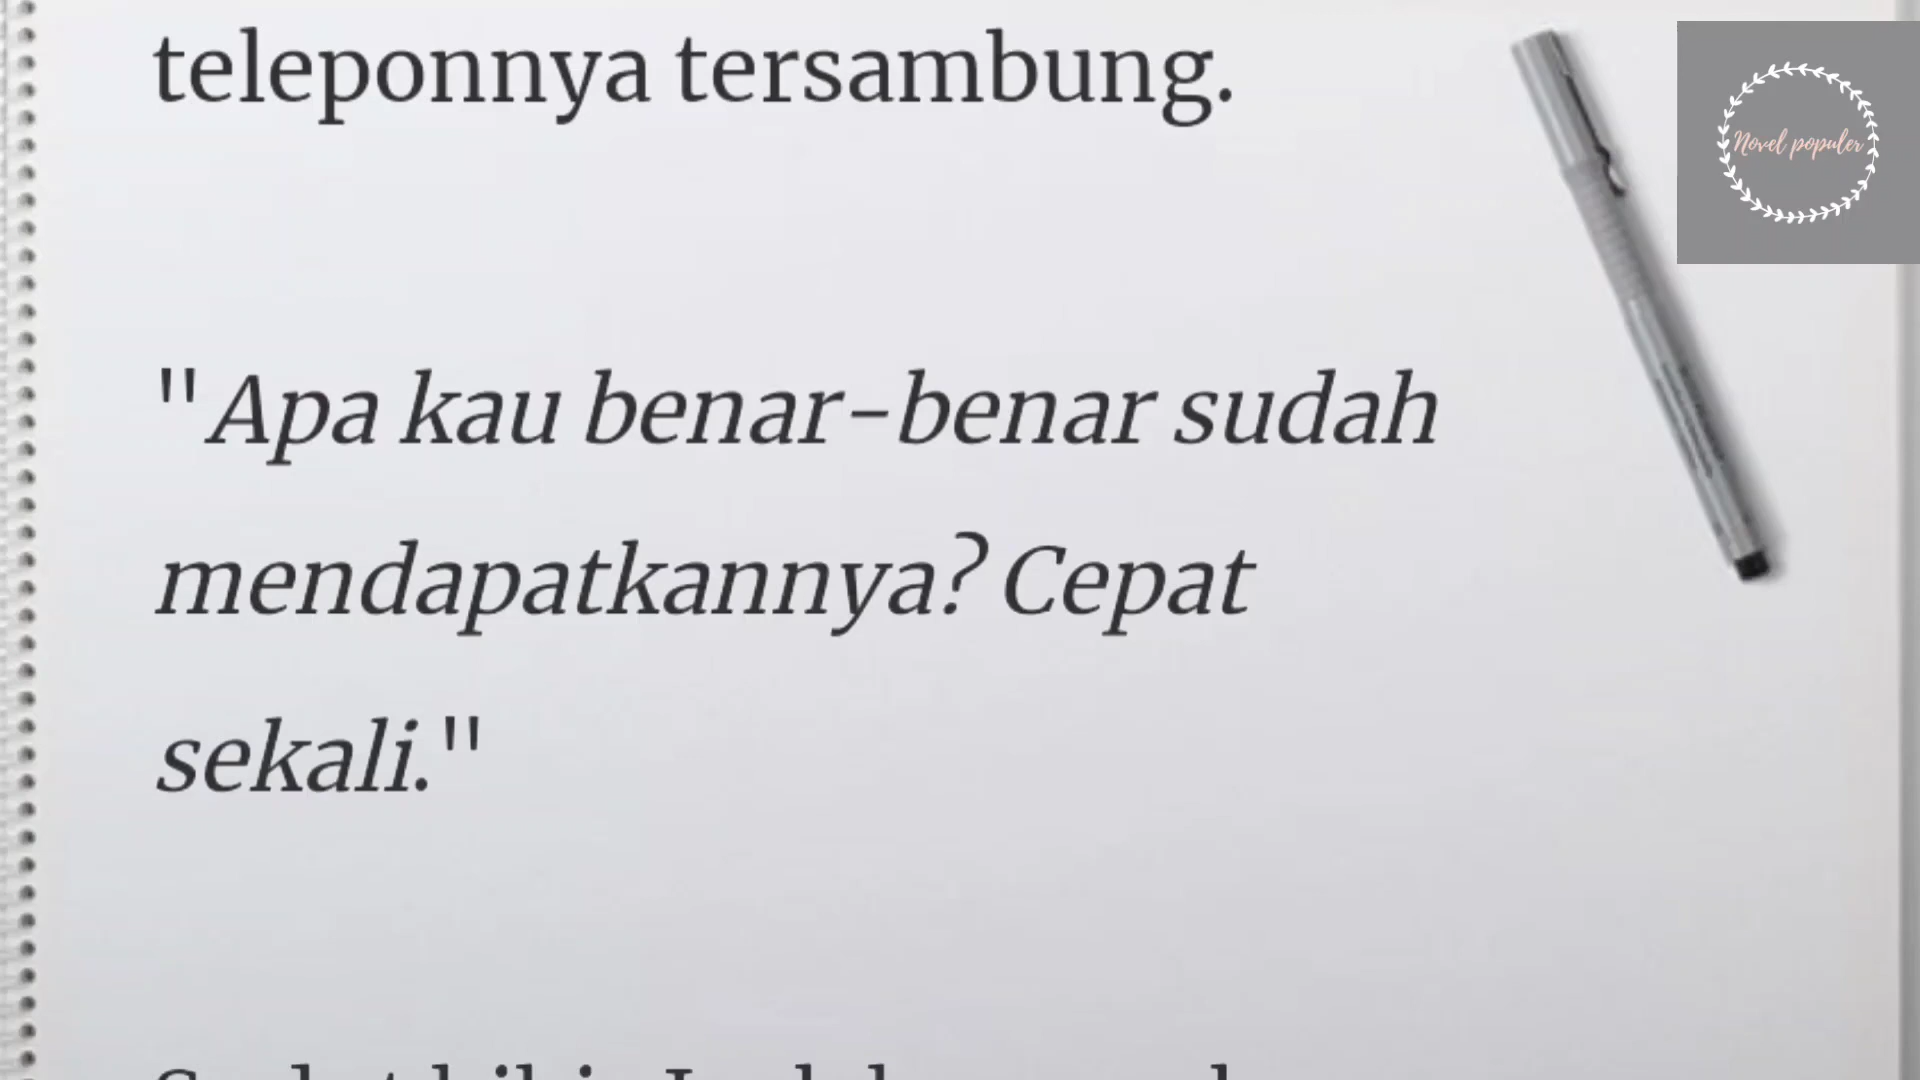 teleponnya tersambung.
Novel populer
"Apa kau benar-benar sudah
mendapatkannya? Cepat
sekali."